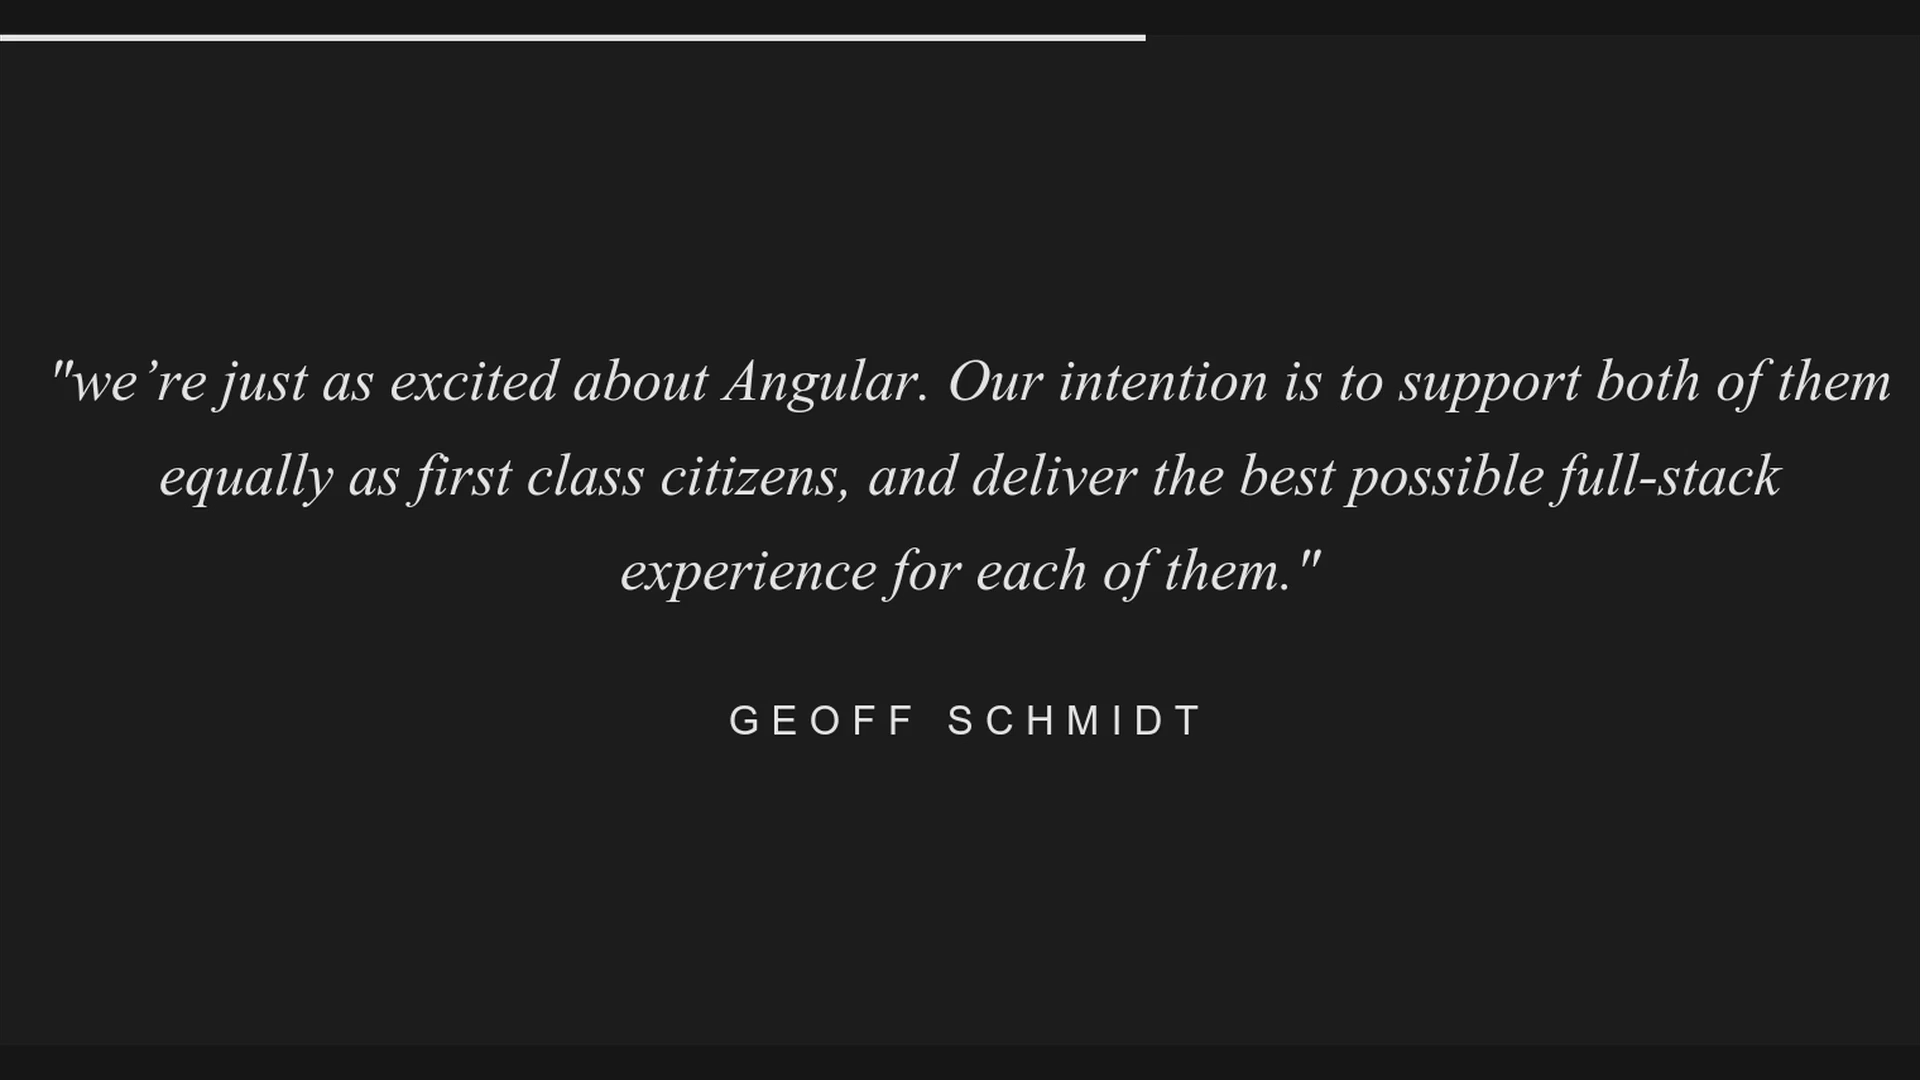 "we’re just as excited about Angular. Our intention is to support both of them
equally as first class citizens, and deliver the best possible full-stack
experience for each of them."
GEOFF SCHMIDT